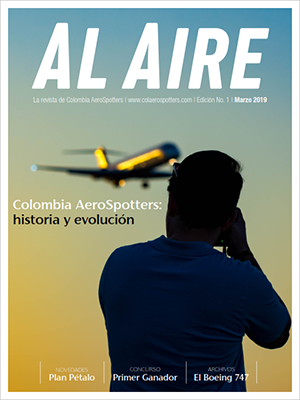 AL AIRE
La revista de Colombia AeroSpotters | www.colaerospotters.com | Edición No. 1 | Marzo 2019
Colombia AeroSpotters:
historia y evolución
NOVEDADES
Plan Pétalo
CONCURSO
Primer Ganador
ARCHIVOS
El Boeing 747